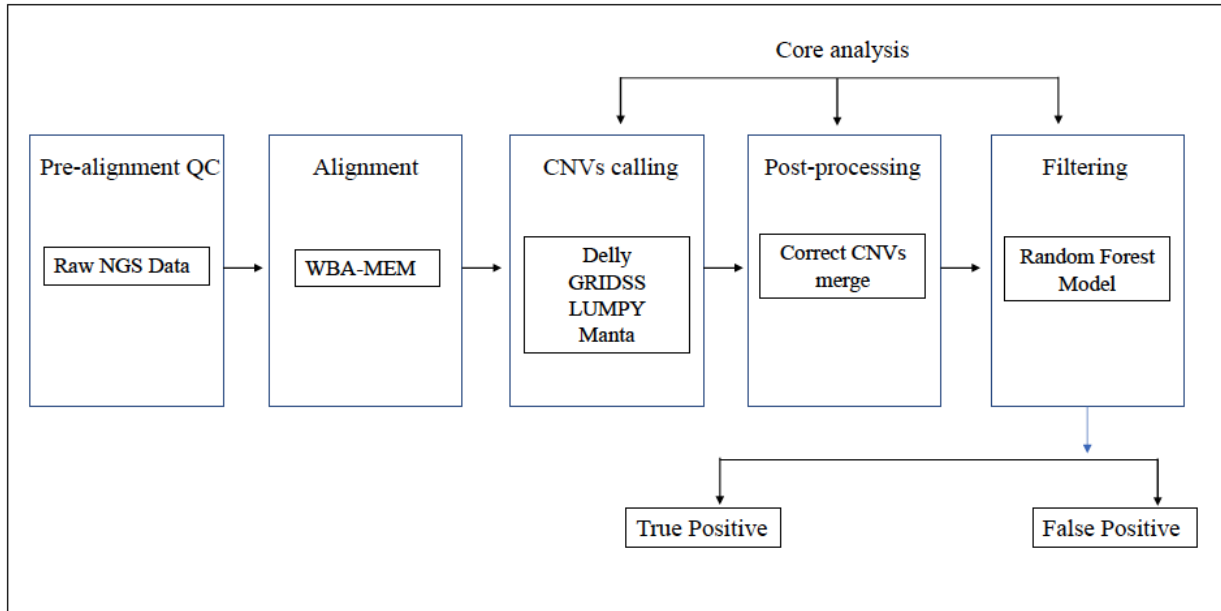 Core analysis
Pre-alignment QC
Raw NGS Data
Alignment
WBA-MEM
CNVs calling
Delly
GRIDSS
LUMPY
Manta
Post-processing
Correct CNVs
merge
Filtering
Random Forest
Model
True Positive
False Positive